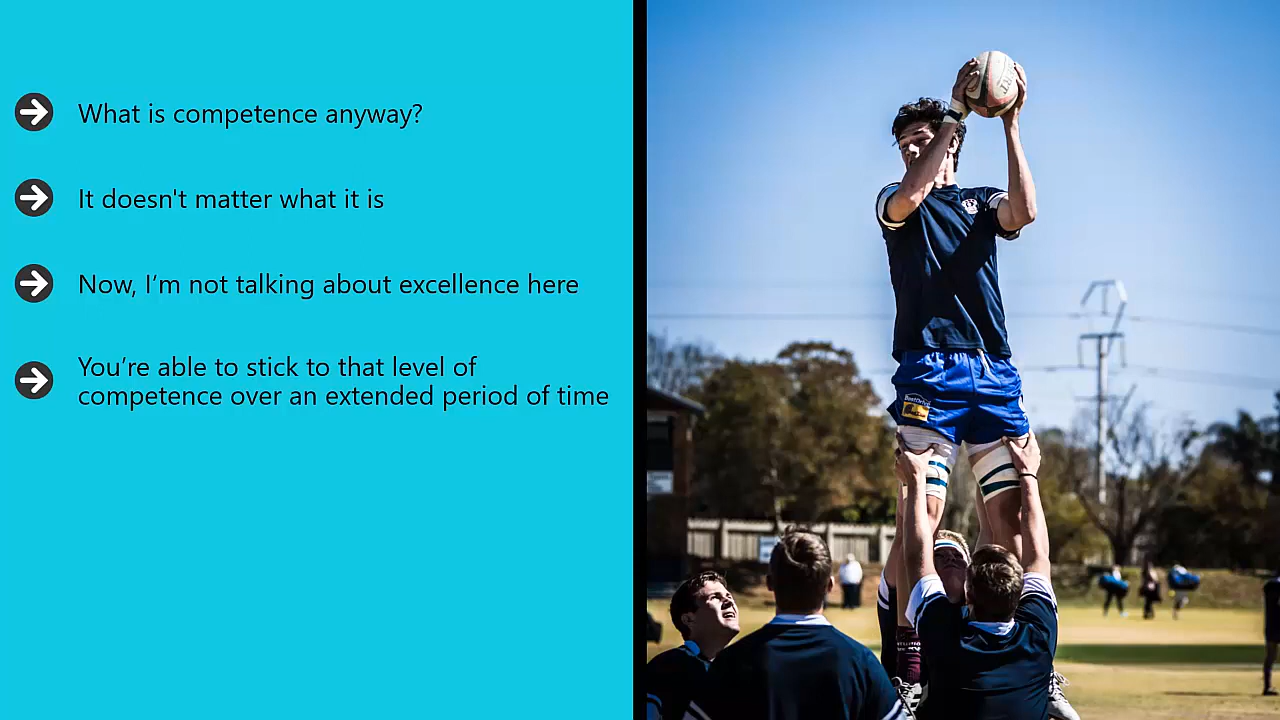 What is competence anyway?
It doesn't matter what it is
Now, I’m not talking about excellence here
You’re able to stick to that level of
competence over an extended period of time